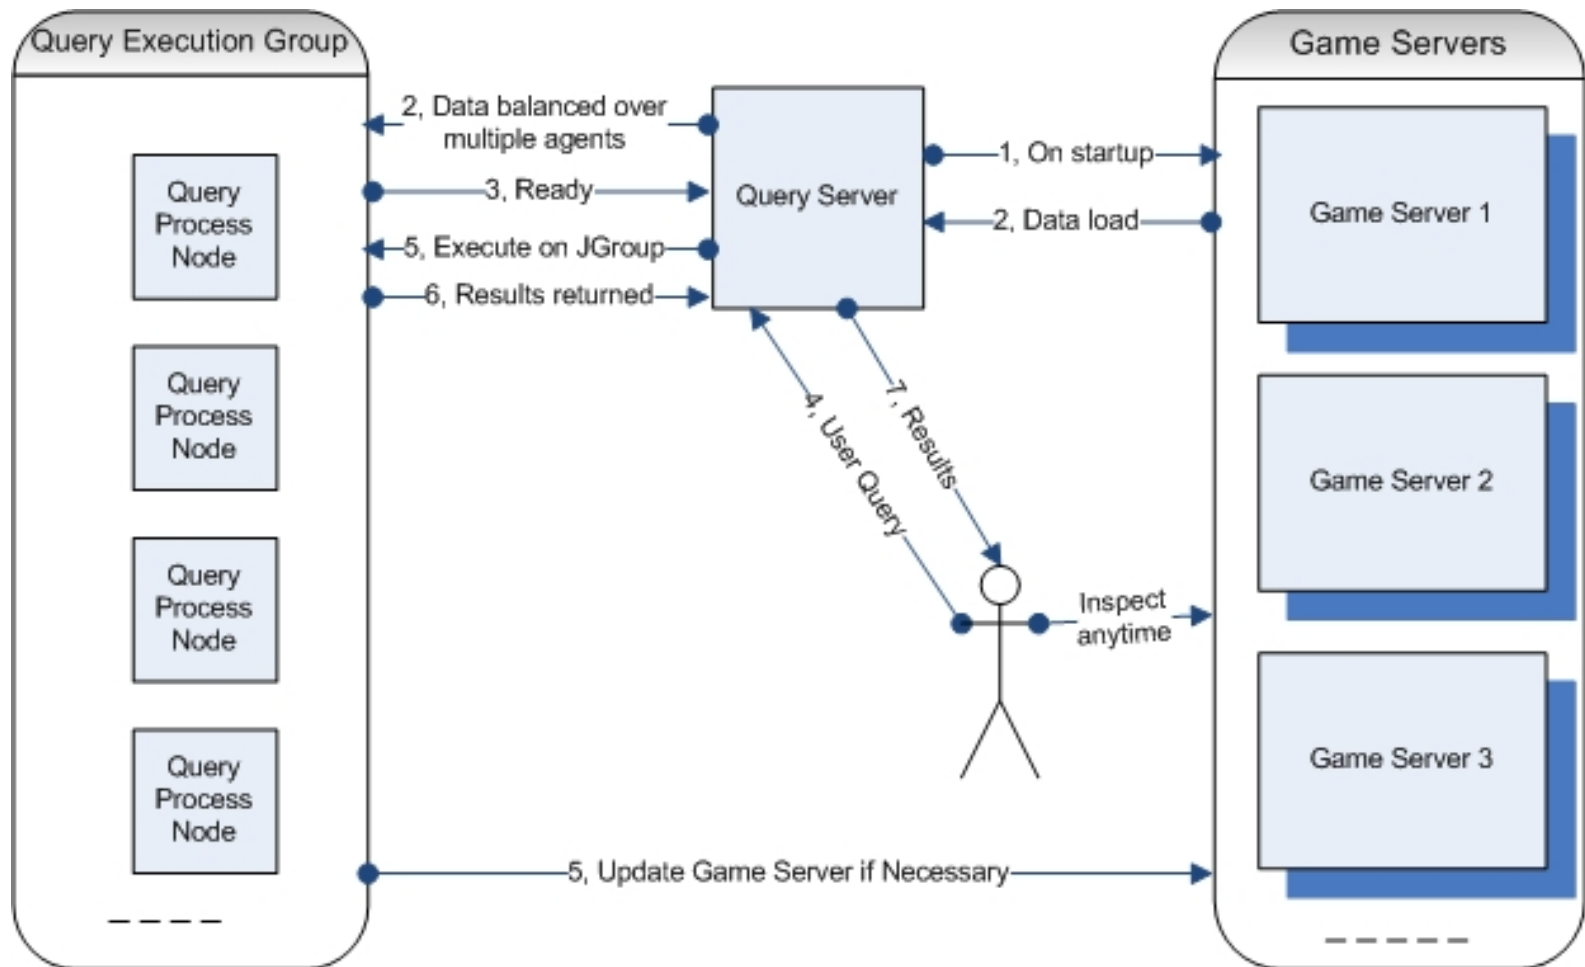 Query Execution Group
Game Servers
2, Data balanced over
multiple agents
3, Ready
5, Execute on JGroup
6, Results returned
Query Server
1, On startup
2, Data load
4, User Query
7, Results
Inspect
anytime
5, Update Game Server if Necessary
Query
Process
Node
Query
Process
Node
Query
Process
Node
Query
Process
Node
Game Server 1
Game Server 2
Game Server 3